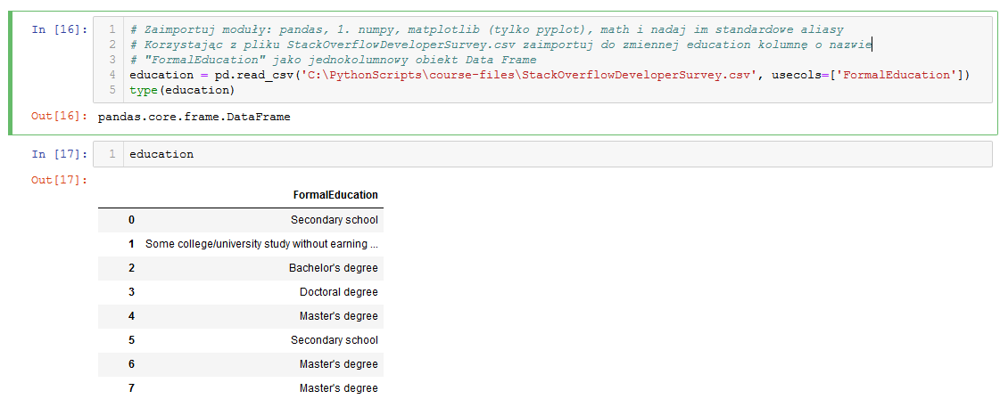 In [16]:
1 # Zaimportuj moduły: pandas, 1. numpy, matplotlib (tylko pyplot), math i nadaj im standardowe aliasy
2 # Korzystając z pliku StackOverflowDeveloperSurvey.csv zaimportuj do zmiennej education kolumnę o nazwie
3 # "FormalEducation" jako jednokolumnowy obiekt Data Frame
4 education = pd.read_csv('C:\PythonScripts\course-files\StackOverflowDeveloperSurvey.csv', usecols=['FormalEducation'])
5 type(education)
Out[16]: pandas.core.frame.DataFrame
In [17]: 1 education
Out[17]:
FormalEducation
0 Secondary school
1 Some college/university study without earning ...
2 Bachelor's degree
3 Doctoral degree
4 Master's degree
5 Secondary school
6 Master's degree
7 Master's degree